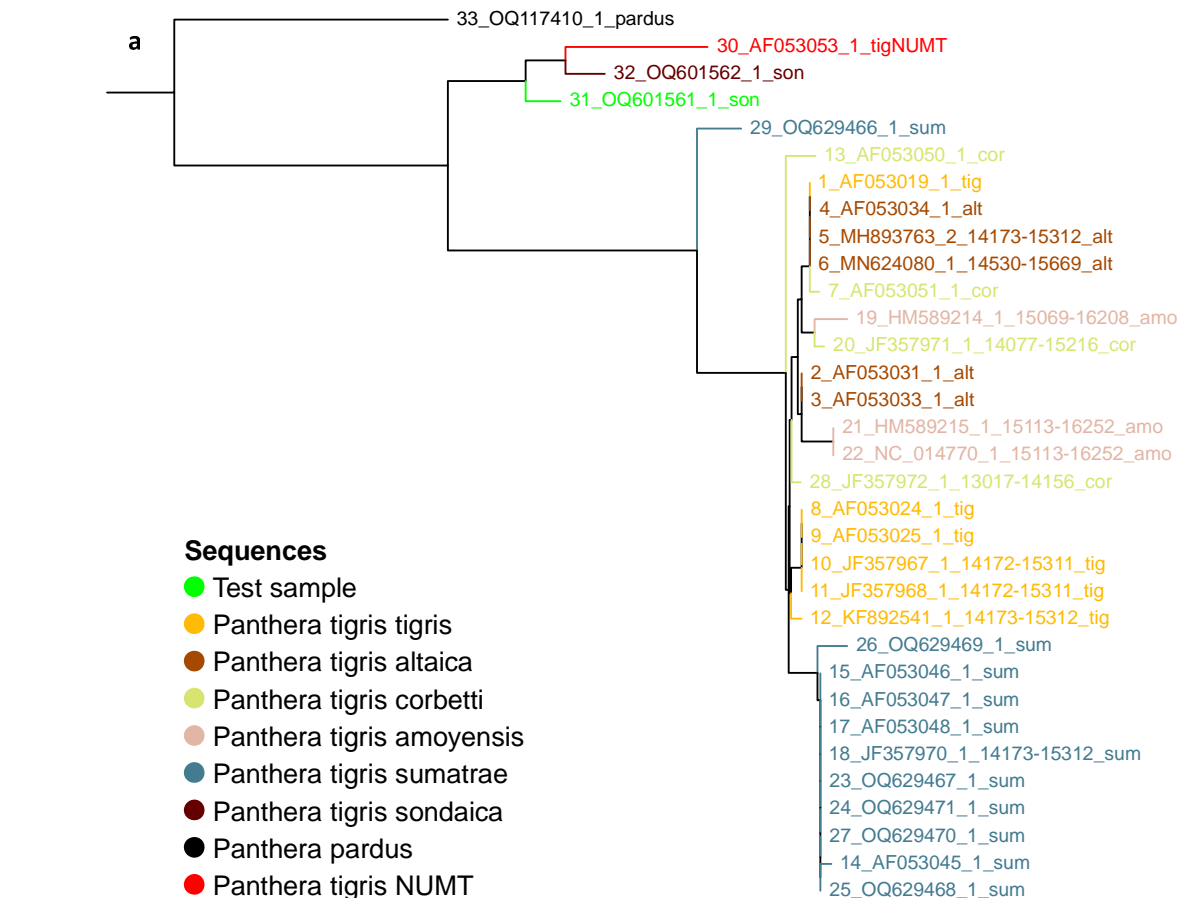 33_OQ117410_1_pardus
a
30_AF053053_1_tigNUMT
32_OQ601562_1_son
31_OQ601561_1_son
29_OQ629466_1_sum
13_AF053050_1_cor
1_AF053019_1_tig
4_AF053034_1_alt
5_MH893763_2_14173-15312_alt
6_MN624080_1_14530-15669_alt
7_AF053051_1_cor
19_HM589214_1_15069-16208_amo
20_JF357971_1_14077-15216_cor
2_AF053031_1_alt
3_AF053033_1_alt
21_HM589215_1_15113-16252_amo
22_NC_014770_1_15113-16252_amo
28_JF357972_1_13017-14156_cor
8_AF053024_1_tig
9_AF053025_1_tig
10_JF357967_1_14172-15311_tig
11_JF357968_1_14172-15311_tig
12_KF892541_1_14173-15312_tig
26_OQ629469_1_sum
15_AF053046_1_sum
16_AF053047_1_sum
17_AF053048_1_sum
18_JF357970_1_14173-15312_sum
23_OQ629467_1_sum
24_OQ629471_1_sum
27_OQ629470_1_sum
14_AF053045_1_sum
25_OQ629468_1_sum
Sequences
Test sample
Panthera tigris tigris
Panthera tigris altaica
Panthera tigris corbetti
Panthera tigris amoyensis
Panthera tigris sumatrae
Panthera tigris sondaica
Panthera pardus
Panthera tigris NUMT